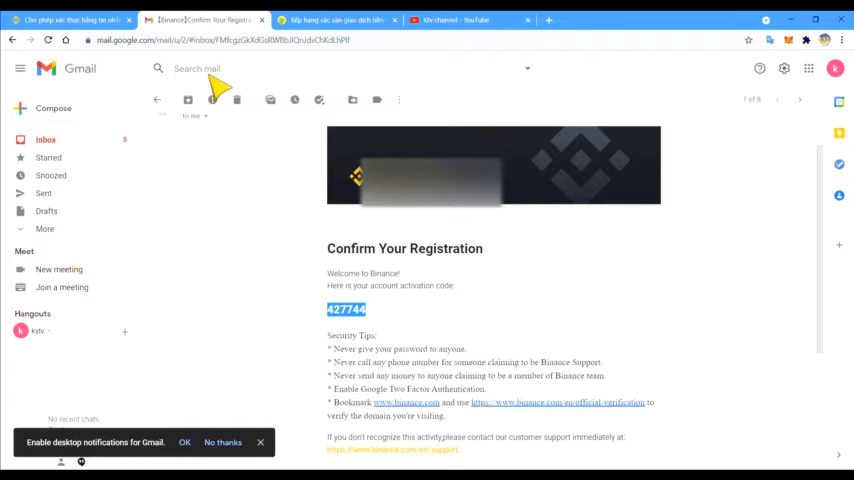 Cho phép xác thực bằng tin nhắ
【Binance】Confirm Your Registra
Xếp hạng các sàn giao dịch tiền
Ktv channel - YouTube
mail.google.com/mail/u/2/#inbox/
Gmail
Search mail
Compose
1 of 8
to me
Inbox 5
Starred
Snoozed
Sent
Drafts
More
Meet
New meeting
Join a meeting
Hangouts
k kytv
No recent chats
k
Confirm Your Registration
Welcome to Binance!
Here is your account activation code:
427744
Security Tips:
* Never give your password to anyone.
* Never call any phone number for someone claiming to be Binance Support.
* Never send any money to anyone claiming to be a member of Binance team.
* Enable Google Two Factor Authentication.
* Bookmark www.binance.com and use https://www.binance.com/en/official-verification to
verify the domain you're visiting.
If you don't recognize this activity,please contact our customer support immediately at:
https://www.binance.com/en/support.
Enable desktop notifications for Gmail. OK No thanks